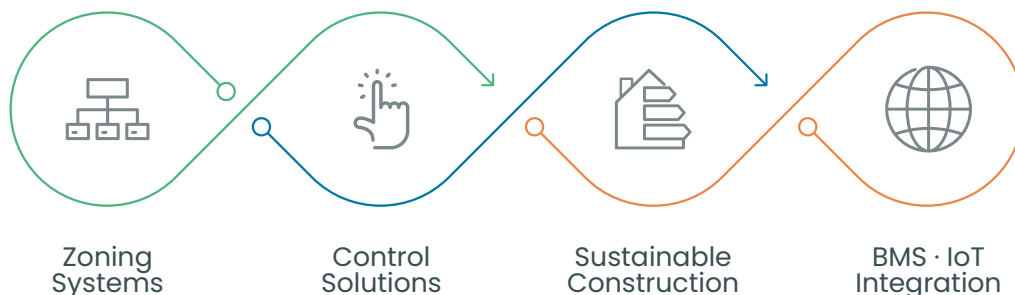 Zoning
Systems
Control
Solutions
Sustainable
Construction
BMS · IoT
Integration